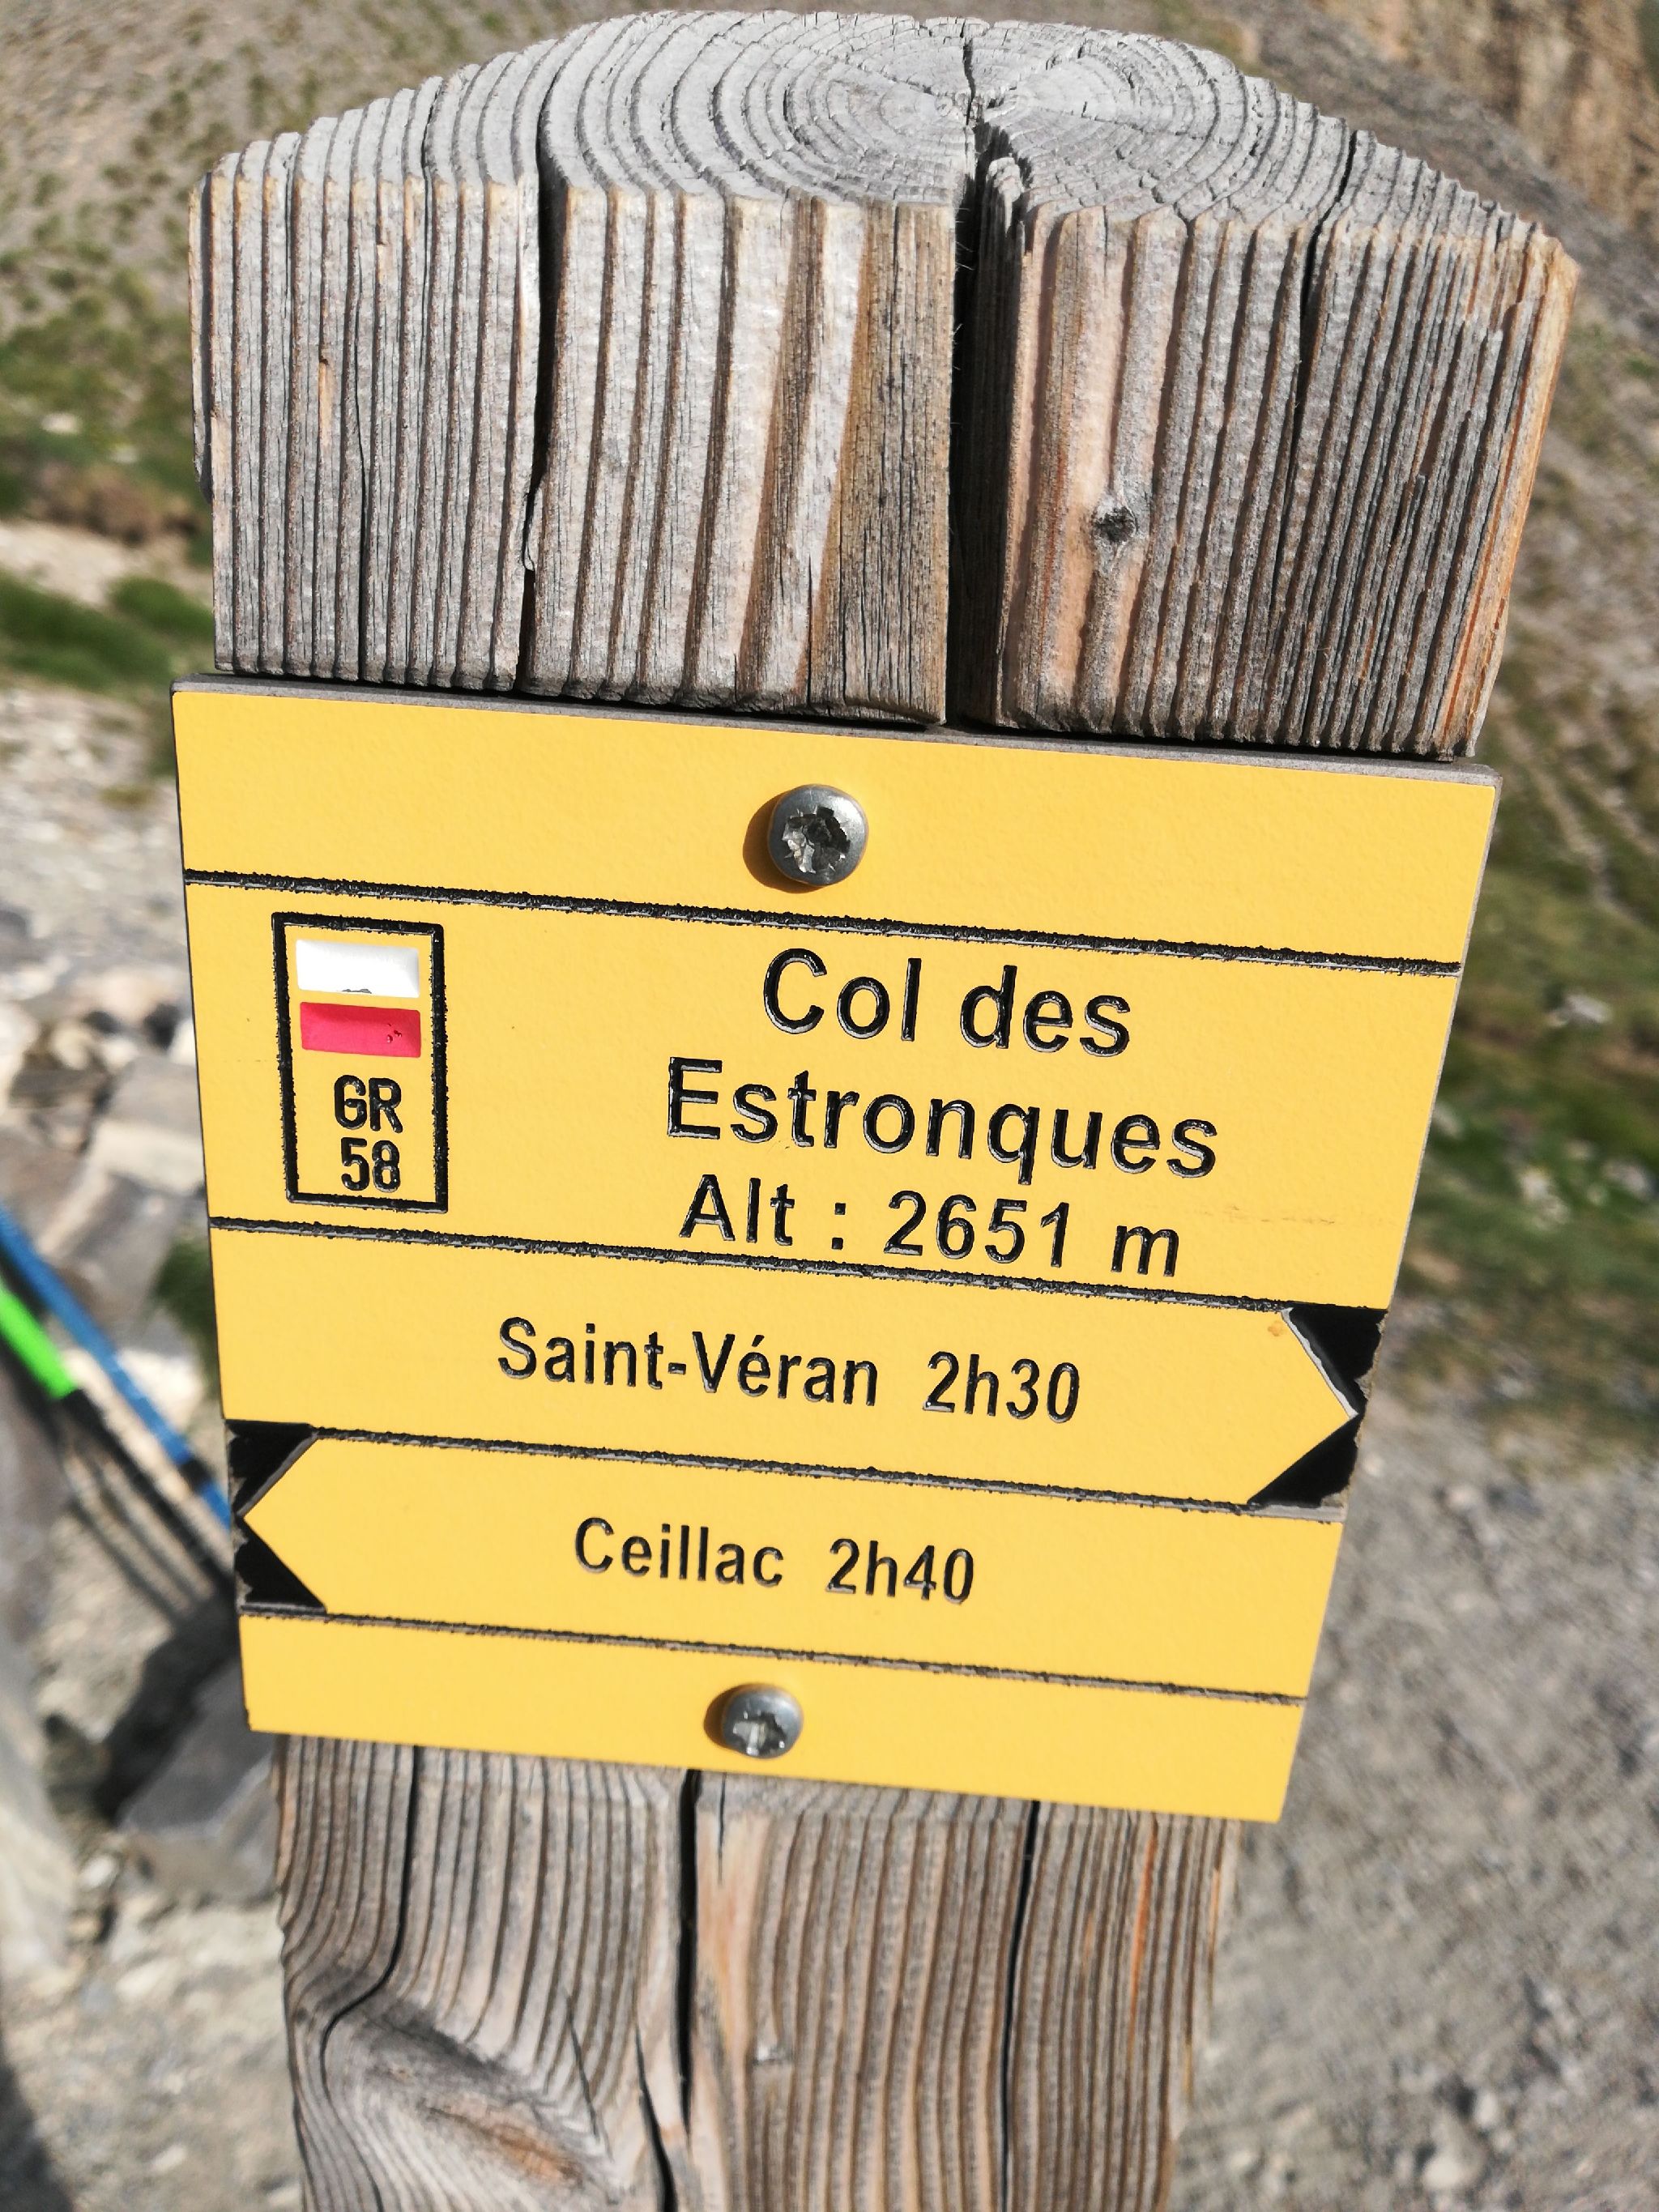 GR
58
Col des
Estronques
Alt : 2651 m
Saint-Véran 2h30
Ceillac 2h40